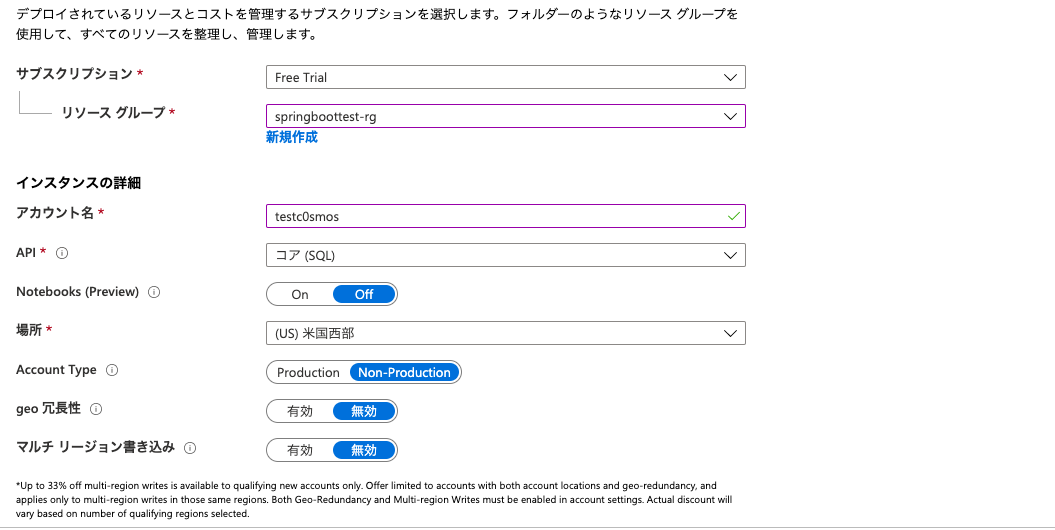 デプロイされているリソースとコストを管理するサブスクリプションを選択します。フォルダーのようなリソース グループを
使用して、すべてのリソースを整理し、管理します。
サブスクリプション * Free Trial
リソース グループ * springboottest-rg
新規作成
インスタンスの詳細
アカウント名 * testc0smos
API * コア (SQL)
Notebooks (Preview) On Off
場所 * (US) 米国西部
Account Type Production Non-Production
geo 冗長性 有効 無効
マルチ リージョン書き込み 有効 無効
*Up to 33% off multi-region writes is available to qualifying new accounts only. Offer limited to accounts with both account locations and geo-redundancy, and
applies only to multi-region writes in those same regions. Both Geo-Redundancy and Multi-region Writes must be enabled in account settings. Actual discount will
vary based on number of qualifying regions selected.